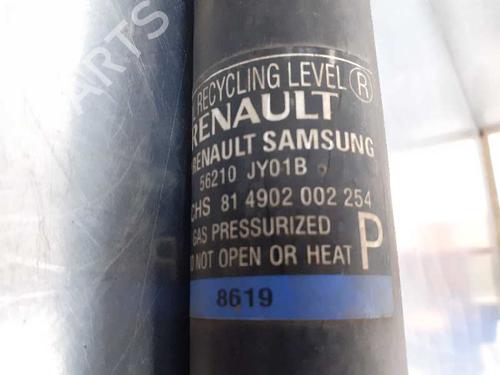 PARTS
RECYCLING LEVEL R
RENAULT
RENAULT SAMSUNG
56210 JY01B
CHS 81 4902 002 254
GAS PRESSURIZED
NOT OPEN OR HEAT P
8619